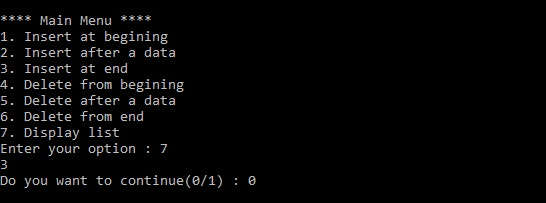 **** Main Menu ****
1. Insert at begining
2. Insert after a data
3. Insert at end
4. Delete from begining
5. Delete after a data
6. Delete from end
7. Display list
Enter your option : 7
3
Do you want to continue(0/1) : 0